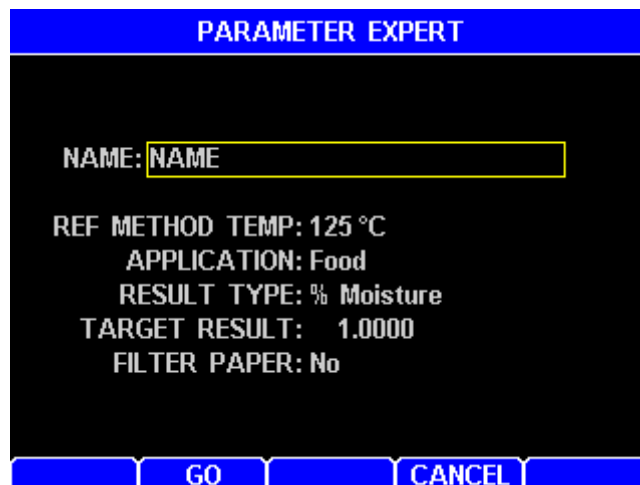 PARAMETER EXPERT
NAME: NAME
REF METHOD TEMP: 125 °C
APPLICATION: Food
RESULT TYPE: % Moisture
TARGET RESULT: 1.0000
FILTER PAPER: No
GO CANCEL